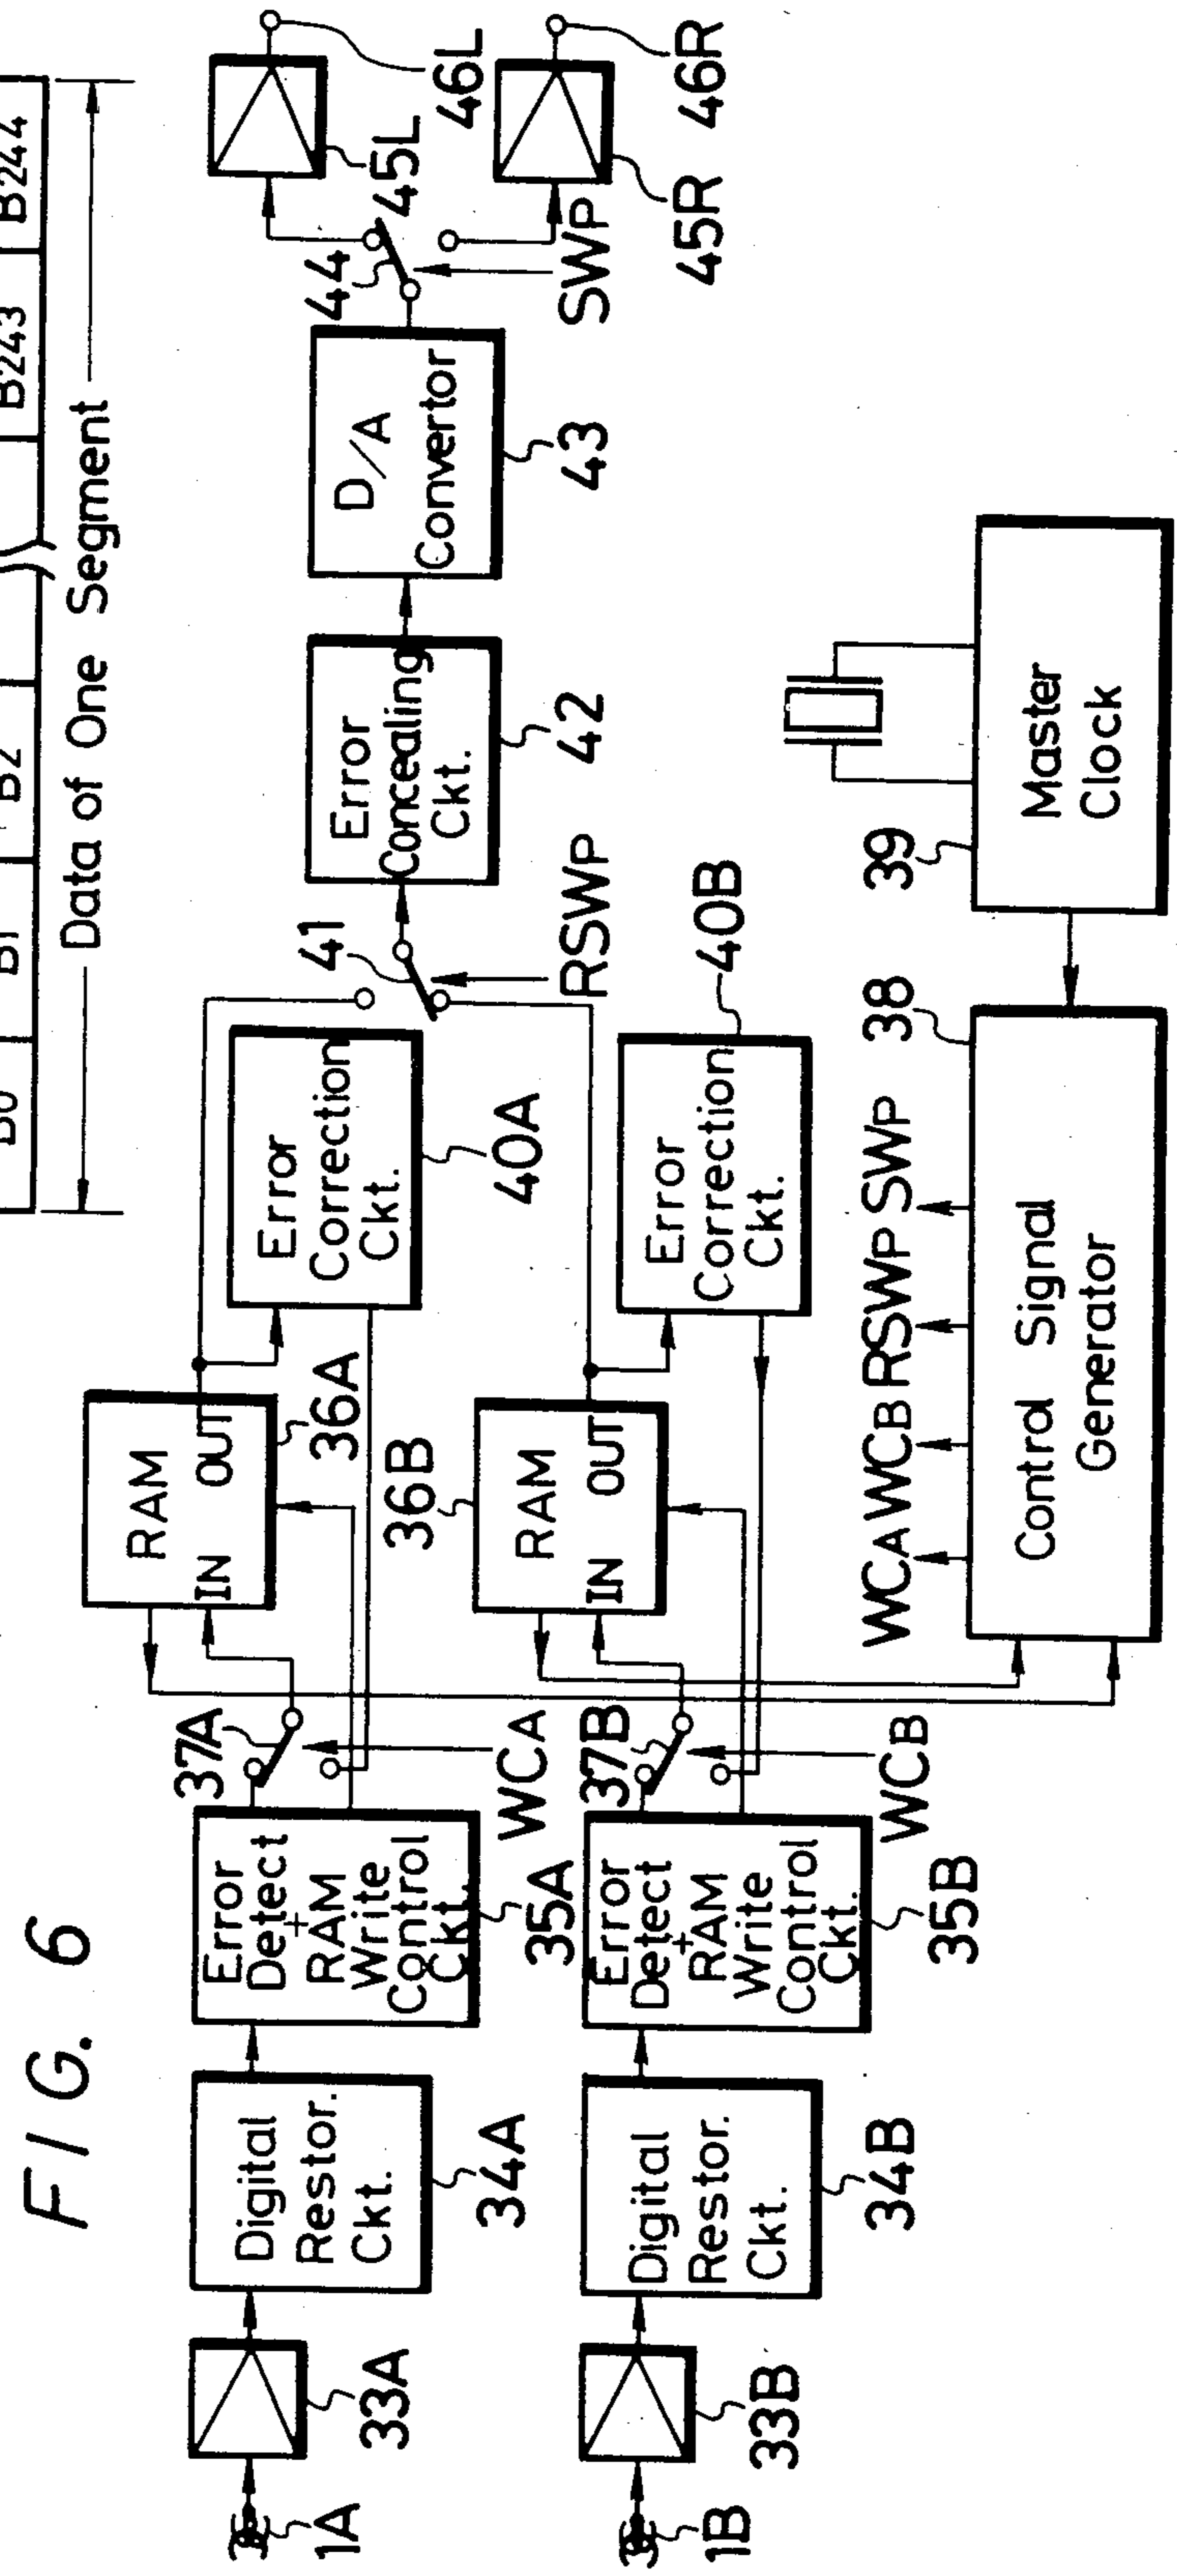 B0 B1 B2 B243 B244
Data of One Segment
FIG. 6
1A
33A
Digital
Restor.
Ckt.
34A
Error
Detect
+
RAM
Write
Control
Ckt.
35A
37A
WCA
RAM
IN OUT
36A
Error
Correction
Ckt.
40A
41
RSWP
Error
Concealing
Ckt.
42
D/A
Convertor
43
44
SWP
45L
46L
45R
46R
1B
33B
Digital
Restor.
Ckt.
34B
Error
Detect
+
RAM
Write
Control
Ckt.
35B
37B
WCB
RAM
IN OUT
36B
Error
Correction
Ckt.
40B
WCA WCB RSWP SWP
38
Control Signal
Generator
39
Master
Clock